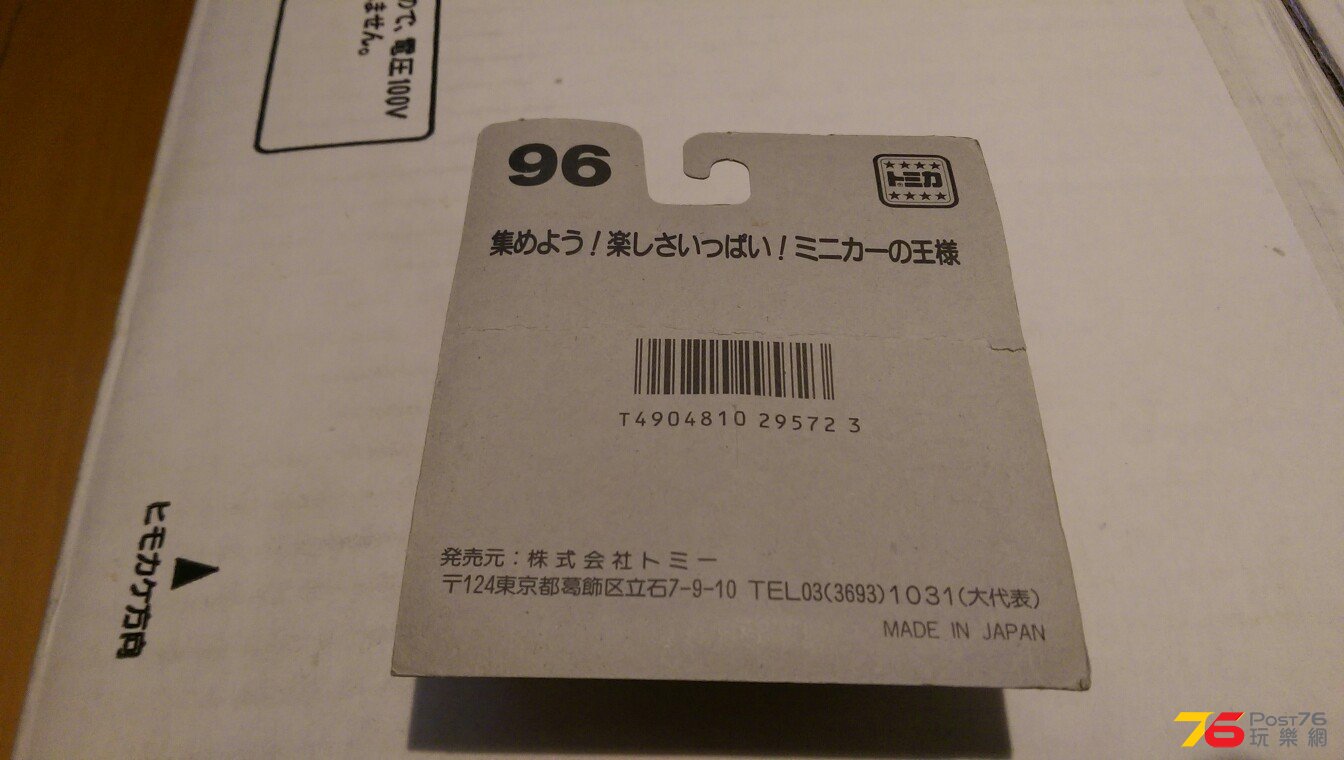 ので、電圧100V
ません。
96
トミカ
集めよう！楽しさいっぱい！ミニカーの王様
T4904810 29572 3
発売元：株式会社トミー
〒124東京都葛飾区立石7-9-10 TEL03(3693)1031(大代表)
MADE IN JAPAN
ヒモカケ方向
76 POST76
玩樂網